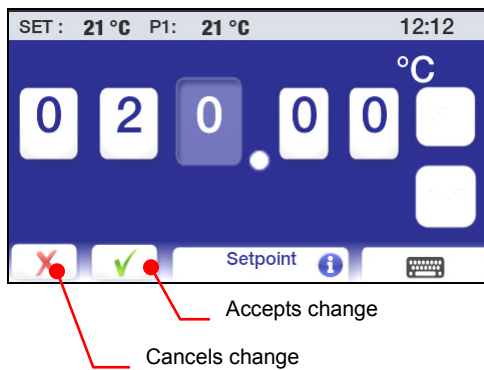 SET : 21 °C P1: 21 °C 12:12
°C
0 2 0 . 0 0
Setpoint i
Accepts change
Cancels change